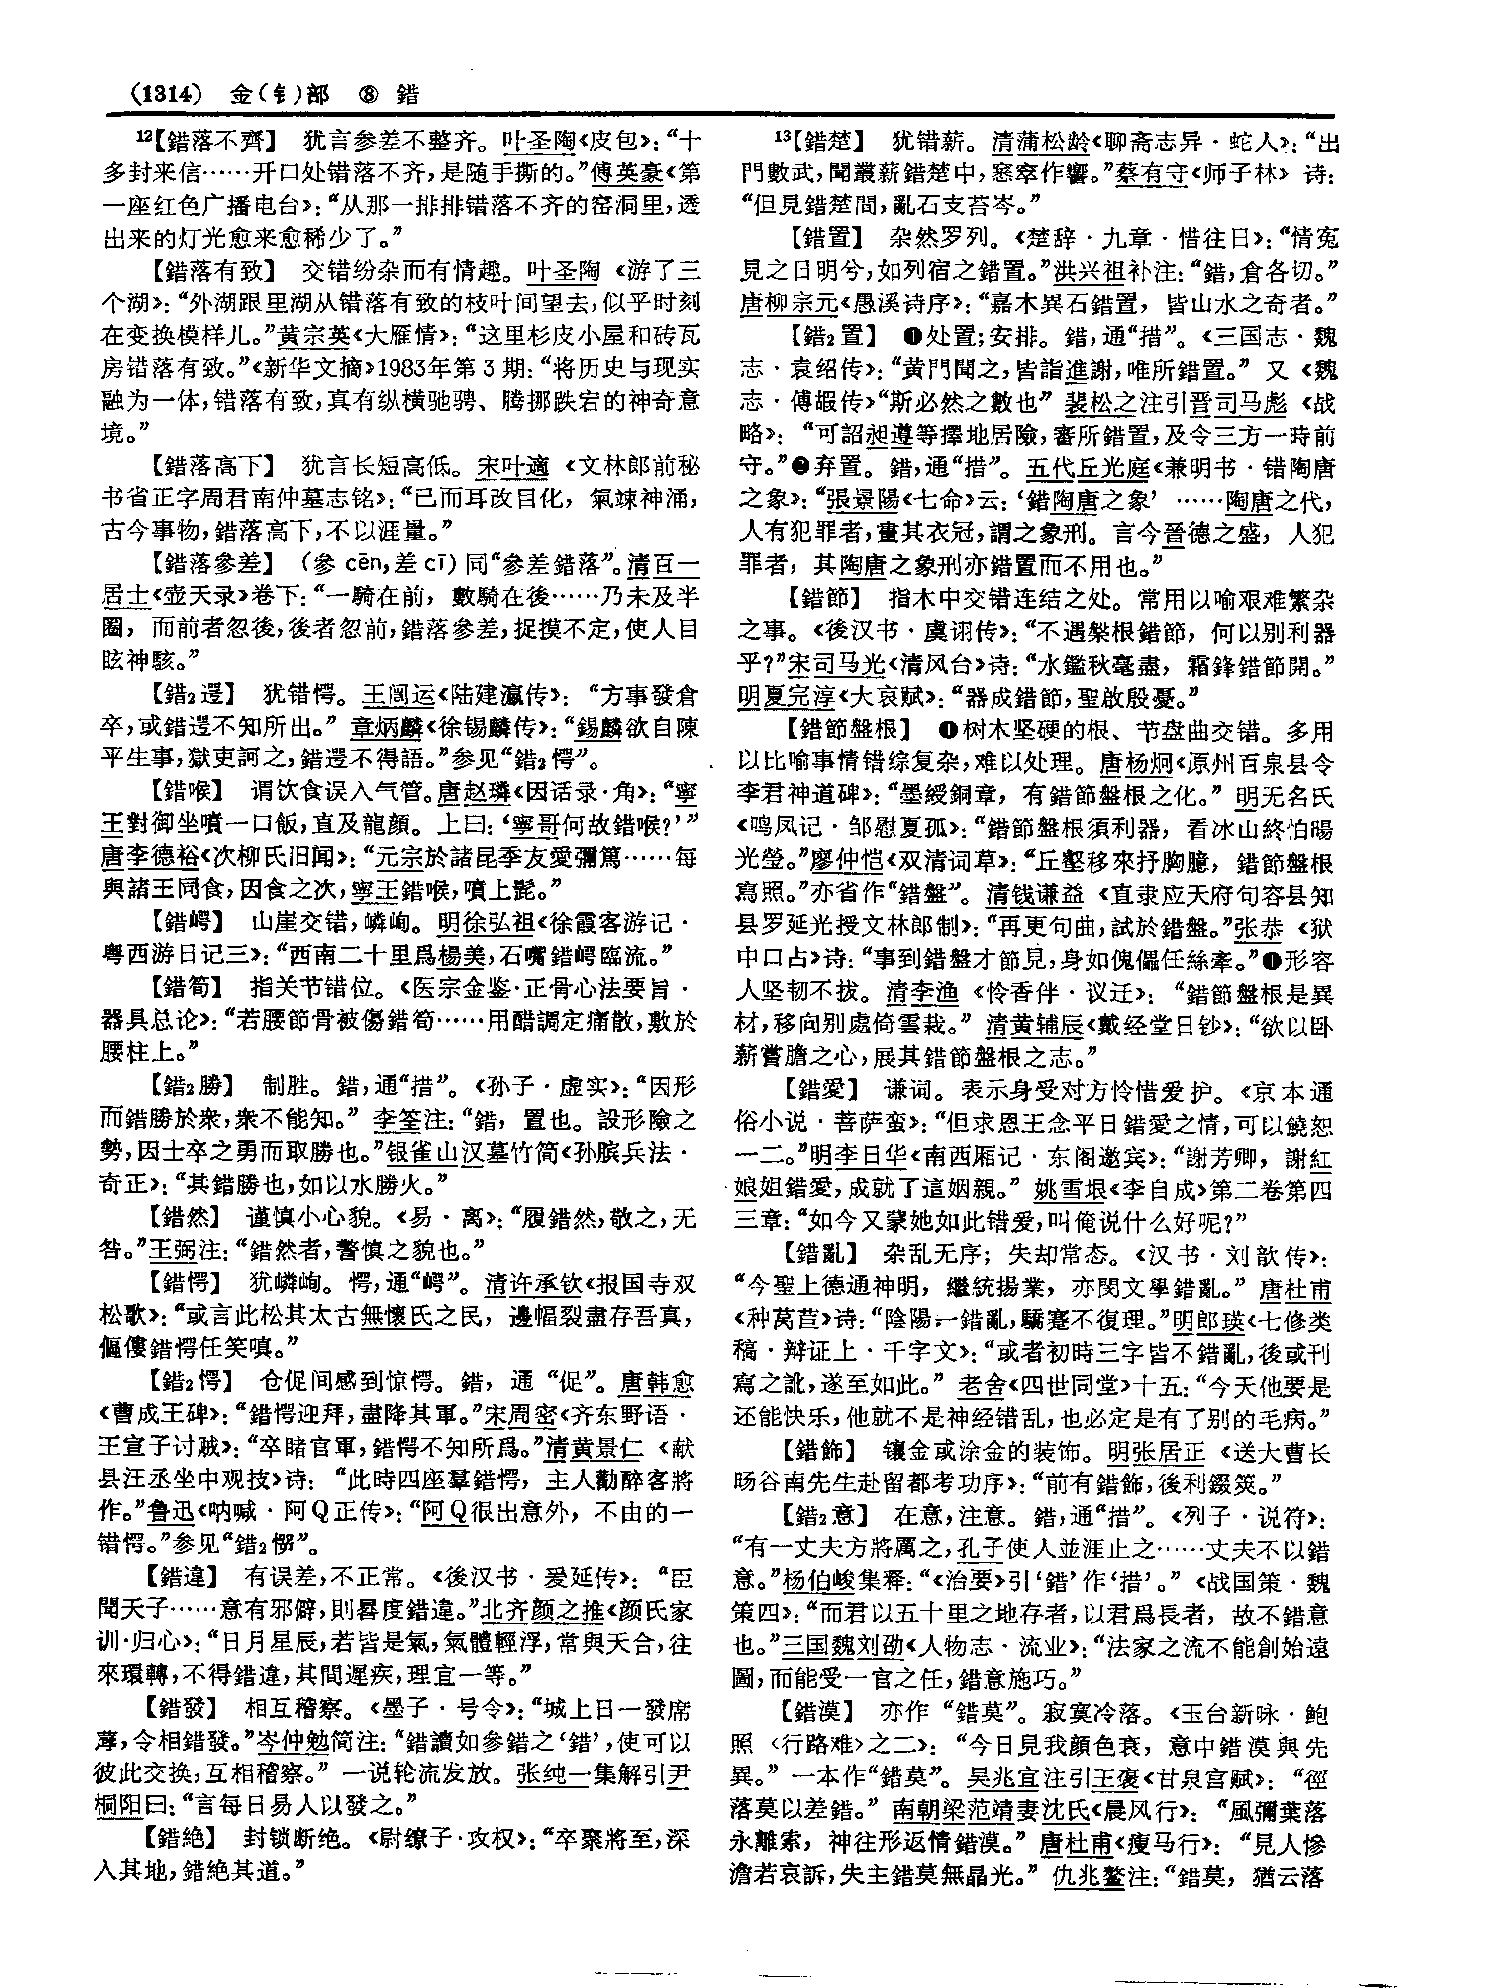 (1314) 金(钅)部 ⑧ 錯
12【錯落不齊】 犹言参差不整齐。叶圣陶《皮包》：“十
多封来信……开口处错落不齐，是随手撕的。”傅英豪《第
一座红色广播电台》：“从那一排排错落不齐的窑洞里，透
出来的灯光愈来愈稀少了。”
【錯落有致】 交错纷杂而有情趣。叶圣陶《游了三
个湖》：“外湖跟里湖从错落有致的枝叶间望去，似乎时刻
在变换模样儿。”黄宗英《大雁情》：“这里杉皮小屋和砖瓦
房错落有致。”《新华文摘》1983年第3期：“将历史与现实
融为一体，错落有致，真有纵横驰骋、腾挪跌宕的神奇意
境。”
【錯落高下】 犹言长短高低。宋叶適《文林郎前秘
书省正字周君南仲墓志铭》：“已而耳改目化，氣竦神涌，
古今事物，錯落高下，不以涯量。”
【錯落參差】 (參 cēn，差 cī)同“参差錯落”。清百一
居士《壶天录》卷下：“一騎在前，數騎在後……乃未及半
圈，而前者忽後，後者忽前，錯落參差，捉摸不定，使人目
眩神駭。”
【錯2遌】 犹错愕。王闿运《陆建瀛传》：“方事發倉
卒，或錯遌不知所出。”章炳麟《徐锡麟传》：“錫麟欲自陳
平生事，獄吏訶之，錯遌不得語。”参见“錯2愕”。
【錯喉】 谓饮食误入气管。唐赵璘《因话录·角》：“寧
王對御坐噴一口飯，直及龍顔。上曰：‘寧哥何故錯喉？’”
唐李德裕《次柳氏旧闻》：“元宗於諸昆季友愛彌篤……每
與諸王同食，因食之次，寧王錯喉，噴上髭。”
【錯崿】 山崖交错，嶙峋。明徐弘祖《徐霞客游记·
粤西游日记三》：“西南二十里爲楊美，石嘴錯崿臨流。”
【錯筍】 指关节错位。《医宗金鉴·正骨心法要旨·
器具总论》：“若腰節骨被傷錯筍……用醋調定痛散，敷於
腰柱上。”
【錯2勝】 制胜。錯，通“措”。《孙子·虚实》：“因形
而錯勝於衆，衆不能知。”李筌注：“錯，置也。設形險之
勢，因士卒之勇而取勝也。”银雀山汉墓竹简《孙膑兵法·
奇正》：“其錯勝也，如以水勝火。”
【錯然】 谨慎小心貌。《易·离》：“履錯然，敬之，无
咎。”王弼注：“錯然者，警慎之貌也。”
【錯愕】 犹嶙峋。愕，通“崿”。清许承钦《报国寺双
松歌》：“或言此松其太古無懷氏之民，邊幅裂盡存吾真，
傴僂錯愕任笑嗔。”
【錯2愕】 仓促间感到惊愕。錯，通“促”。唐韩愈
《曹成王碑》：“錯愕迎拜，盡降其軍。”宋周密《齐东野语·
王宣子讨贼》：“卒睹官軍，錯愕不知所爲。”清黄景仁《献
县汪丞坐中观技》诗：“此時四座羣錯愕，主人勸醉客將
作。”鲁迅《呐喊·阿Q正传》：“阿Q很出意外，不由的一
错愕。”参见“錯2㦍”。
【錯違】 有误差，不正常。《後汉书·爰延传》：“臣
聞天子……意有邪僻，則晷度錯違。”北齐颜之推《颜氏家
训·归心》：“日月星辰，若皆是氣，氣體輕浮，常與天合，往
來環轉，不得錯違，其間遲疾，理宜一等。”
【錯發】 相互稽察。《墨子·号令》：“城上日一發席
蓐，令相錯發。”岑仲勉简注：“錯讀如參錯之‘錯’，使可以
彼此交换，互相稽察。”一说轮流发放。张纯一集解引尹
桐阳曰：“言每日易人以發之。”
【錯絶】 封锁断绝。《尉缭子·攻权》：“卒聚將至，深
入其地，錯絶其道。”
13【錯楚】 犹错薪。清蒲松龄《聊斋志异·蛇人》：“出
門數武，聞叢薪錯楚中，窸窣作響。”蔡有守《师子林》诗：
“但見錯楚間，亂石支苔岑。”
【錯置】 杂然罗列。《楚辞·九章·惜往日》：“情冤
見之日明兮，如列宿之錯置。”洪兴祖补注：“錯，倉各切。”
唐柳宗元《愚溪诗序》：“嘉木異石錯置，皆山水之奇者。”
【錯2置】 ❶处置；安排。錯，通“措”。《三国志·魏
志·袁绍传》：“黄門聞之，皆詣進謝，唯所錯置。”又《魏
志·傅嘏传》“斯必然之數也”裴松之注引晋司马彪《战
略》：“可詔昶遵等擇地居險，審所錯置，及令三方一時前
守。”❷弃置。錯，通“措”。五代丘光庭《兼明书·错陶唐
之象》：“張景陽《七命》云：‘錯陶唐之象’……陶唐之代，
人有犯罪者，畫其衣冠，謂之象刑。言今晉德之盛，人犯
罪者，其陶唐之象刑亦錯置而不用也。”
【錯節】 指木中交错连结之处。常用以喻艰难繁杂
之事。《後汉书·虞诩传》：“不遇槃根錯節，何以别利器
乎？”宋司马光《清风台》诗：“水鑑秋毫盡，霜鋒錯節開。”
明夏完淳《大哀赋》：“器成錯節，聖啟殷憂。”
【錯節盤根】 ❶树木坚硬的根、节盘曲交错。多用
以比喻事情错综复杂，难以处理。唐杨炯《原州百泉县令
李君神道碑》：“墨綬銅章，有錯節盤根之化。”明无名氏
《鸣凤记·邹慰夏孤》：“錯節盤根須利器，看冰山終怕陽
光瑩。”廖仲恺《双清词草》：“丘壑移來抒胸臆，錯節盤根
寫照。”亦省作“錯盤”。清钱谦益《直隶应天府句容县知
县罗延光授文林郎制》：“再更句曲，試於錯盤。”张恭《狱
中口占》诗：“事到錯盤才節見，身如傀儡任絲牽。”❶形容
人坚韧不拔。清李渔《怜香伴·议迁》：“錯節盤根是異
材，移向别處倚雲栽。”清黄辅辰《戴经堂日钞》：“欲以卧
薪嘗膽之心，展其錯節盤根之志。”
【錯愛】 谦词。表示身受对方怜惜爱护。《京本通
俗小说·菩萨蛮》：“但求恩王念平日錯愛之情，可以饒恕
一二。”明李日华《南西厢记·东阁邀宾》：“謝芳卿，謝紅
娘姐錯愛，成就了這姻親。”姚雪垠《李自成》第二卷第四
三章：“如今又蒙她如此错爱，叫俺说什么好呢？”
【錯亂】 杂乱无序；失却常态。《汉书·刘歆传》：
“今聖上德通神明，繼統揚業，亦閔文學錯亂。”唐杜甫
《种莴苣》诗：“陰陽一錯亂，驕蹇不復理。”明郎瑛《七修类
稿·辩证上·千字文》：“或者初時三字皆不錯亂，後或刊
寫之訛，遂至如此。”老舍《四世同堂》十五：“今天他要是
还能快乐，他就不是神经错乱，也必定是有了别的毛病。”
【錯飾】 镶金或涂金的装饰。明张居正《送大曹长
旸谷南先生赴留都考功序》：“前有錯飾，後利錣筴。”
【錯2意】 在意，注意。錯，通“措”。《列子·说符》：
“有一丈夫方將厲之，孔子使人並涯止之……丈夫不以錯
意。”杨伯峻集释：“《治要》引‘錯’作‘措’。”《战国策·魏
策四》：“而君以五十里之地存者，以君爲長者，故不錯意
也。”三国魏刘劭《人物志·流业》：“法家之流不能創始遠
圖，而能受一官之任，錯意施巧。”
【錯漠】 亦作“錯莫”。寂寞冷落。《玉台新咏·鲍
照〈行路难〉之二》：“今日見我顔色衰，意中錯漠與先
異。”一本作“錯莫”。吴兆宜注引王褒《甘泉宫赋》：“徑
落莫以差錯。”南朝梁范靖妻沈氏《晨风行》：“風彌葉落
永離索，神往形返情錯漠。”唐杜甫《瘦马行》：“見人慘
澹若哀訴，失主錯莫無晶光。”仇兆鳌注：“錯莫，猶云落